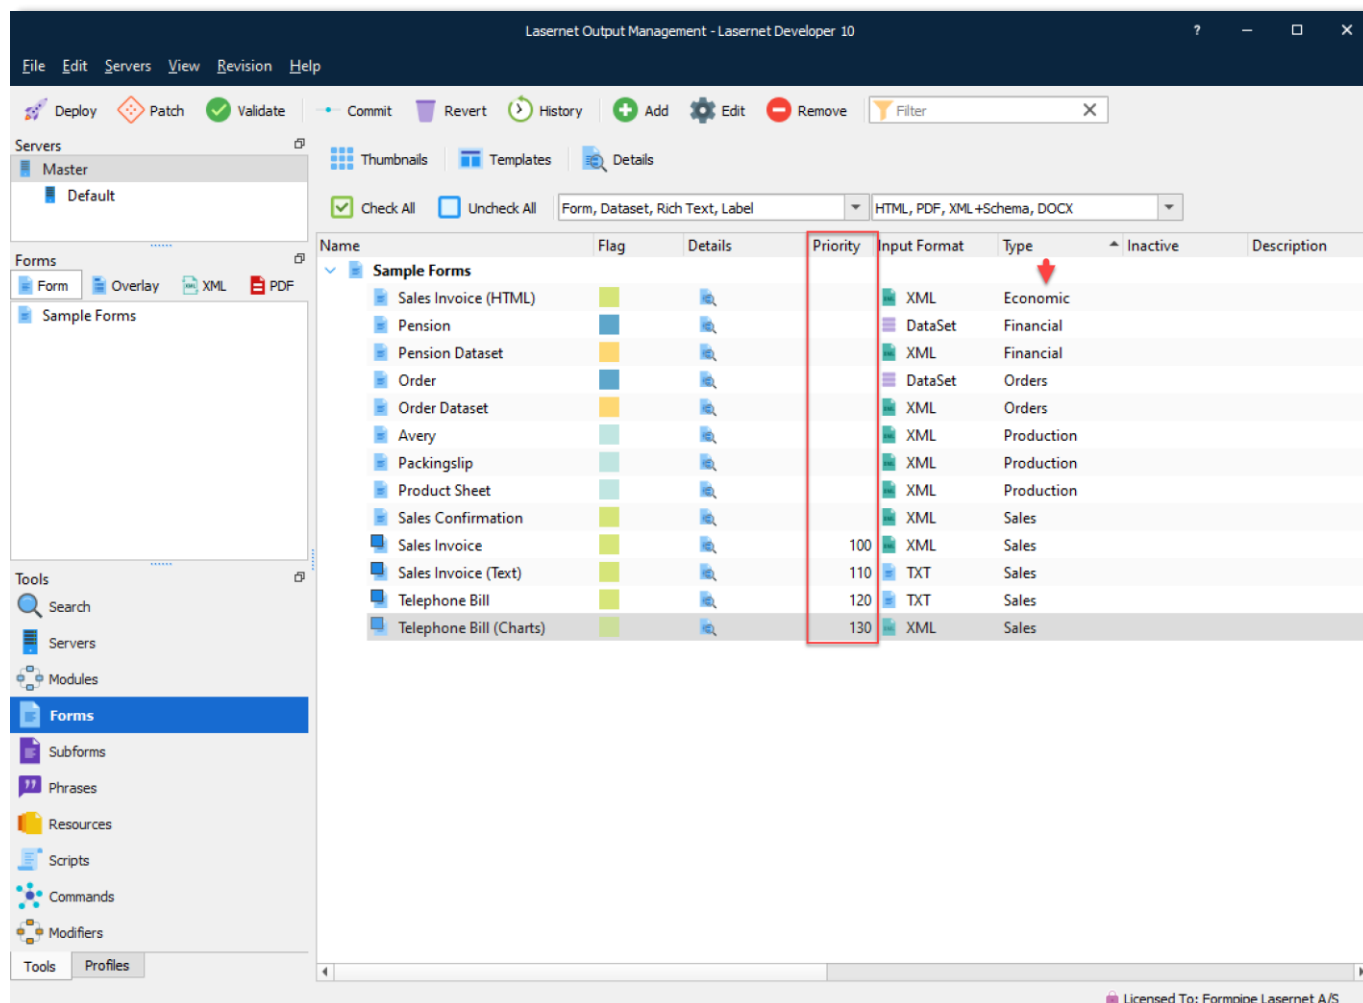 Lasernet Output Management - Lasernet Developer 10
File Edit Servers View Revision Help
Deploy Patch Validate Commit Revert History Add Edit Remove Filter
Servers
Master
Default
Thumbnails Templates Details
Check All Uncheck All Form, Dataset, Rich Text, Label HTML, PDF, XML+Schema, DOCX
Forms
Form Overlay XML PDF
Sample Forms
Name Flag Details Priority Input Format Type Inactive Description
Sample Forms
Sales Invoice (HTML) XML Economic
Pension DataSet Financial
Pension Dataset XML Financial
Order DataSet Orders
Order Dataset XML Orders
Avery XML Production
Packingslip XML Production
Product Sheet XML Production
Sales Confirmation XML Sales
Sales Invoice 100 XML Sales
Sales Invoice (Text) 110 TXT Sales
Telephone Bill 120 TXT Sales
Telephone Bill (Charts) 130 XML Sales
Tools
Search
Servers
Modules
Forms
Subforms
Phrases
Resources
Scripts
Commands
Modifiers
Tools Profiles
Licensed To: Formpipe Lasernet A/S